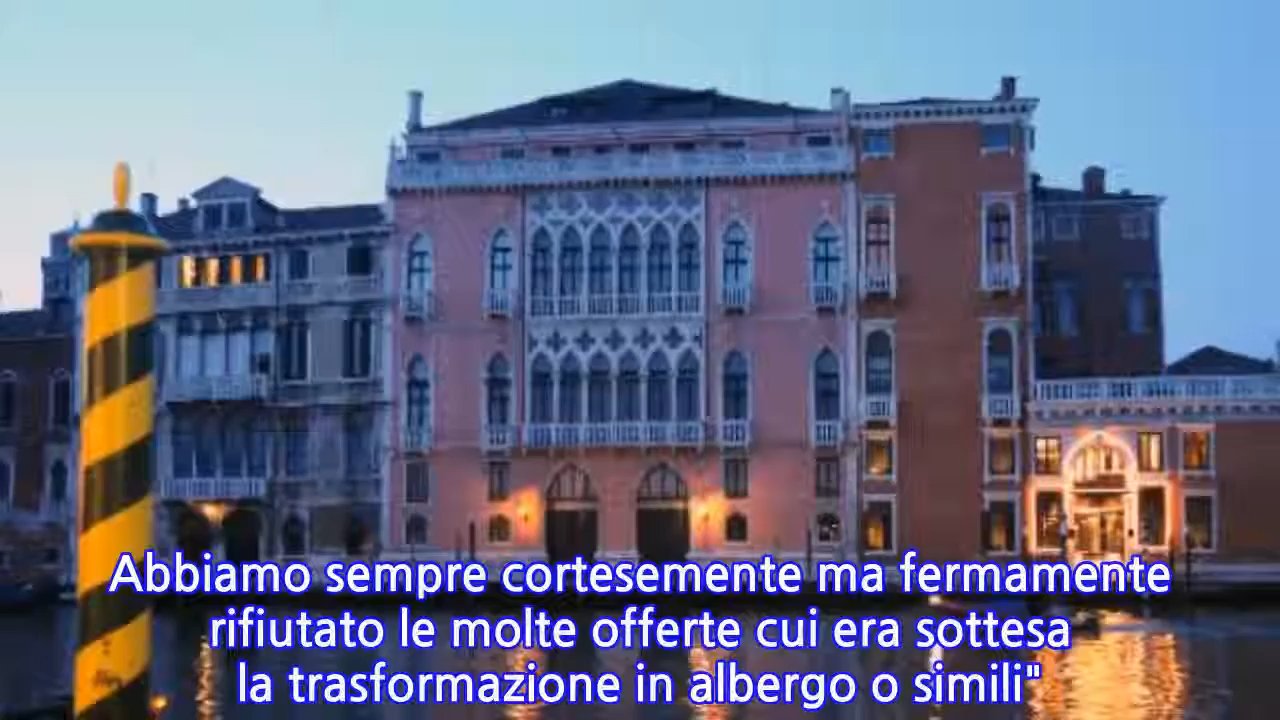 Abbiamo sempre cortesemente ma fermamente
rifiutato le molte offerte cui era sottesa
la trasformazione in albergo o simili"